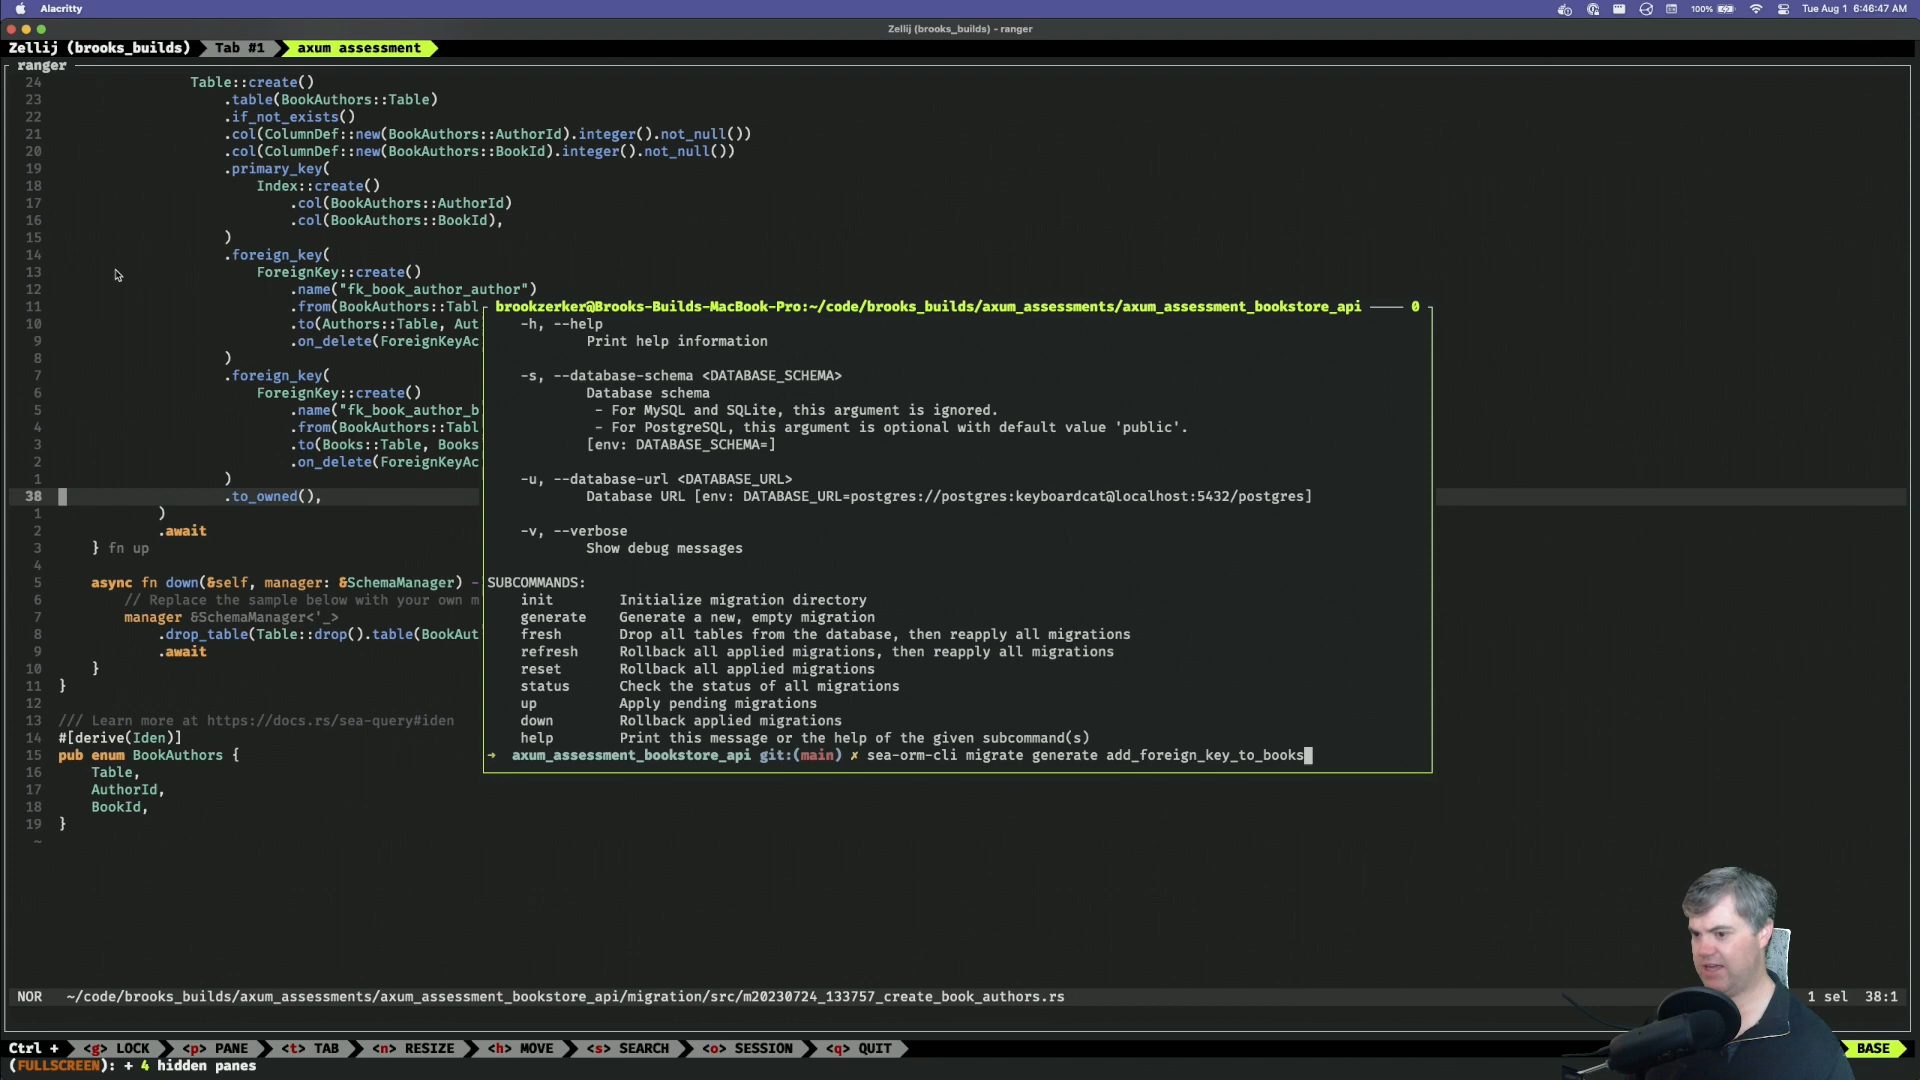 Alacritty
100%
Tue Aug 1 6:46:47 AM
Zellij (brooks_builds) - ranger
Zellij (brooks_builds) Tab #1 axum assessment
ranger
24 Table::create()
23 .table(BookAuthors::Table)
22 .if_not_exists()
21 .col(ColumnDef::new(BookAuthors::AuthorId).integer().not_null())
20 .col(ColumnDef::new(BookAuthors::BookId).integer().not_null())
19 .primary_key(
18 Index::create()
17 .col(BookAuthors::AuthorId)
16 .col(BookAuthors::BookId),
15 )
14 .foreign_key(
13 ForeignKey::create()
12 .name("fk_book_author_author")
11 .from(BookAuthors::Tabl
10 .to(Authors::Table, Aut
9 .on_delete(ForeignKeyAc
8 )
7 .foreign_key(
6 ForeignKey::create()
5 .name("fk_book_author_b
4 .from(BookAuthors::Tabl
3 .to(Books::Table, Books
2 .on_delete(ForeignKeyAc
1 )
38 .to_owned(),
1 )
2 .await
3 } fn up
4
5 async fn down(&self, manager: &SchemaManager) -
6 // Replace the sample below with your own m
7 manager &SchemaManager<'_>
8 .drop_table(Table::drop().table(BookAut
9 .await
10 }
11 }
12
13 /// Learn more at https://docs.rs/sea-query#iden
14 #[derive(Iden)]
15 pub enum BookAuthors {
16 Table,
17 AuthorId,
18 BookId,
19 }
~
brookzerker@Brooks-Builds-MacBook-Pro:~/code/brooks_builds/axum_assessments/axum_assessment_bookstore_api 0
-h, --help
Print help information
-s, --database-schema <DATABASE_SCHEMA>
Database schema
- For MySQL and SQLite, this argument is ignored.
- For PostgreSQL, this argument is optional with default value 'public'.
[env: DATABASE_SCHEMA=]
-u, --database-url <DATABASE_URL>
Database URL [env: DATABASE_URL=postgres://postgres:keyboardcat@localhost:5432/postgres]
-v, --verbose
Show debug messages
SUBCOMMANDS:
init Initialize migration directory
generate Generate a new, empty migration
fresh Drop all tables from the database, then reapply all migrations
refresh Rollback all applied migrations, then reapply all migrations
reset Rollback all applied migrations
status Check the status of all migrations
up Apply pending migrations
down Rollback applied migrations
help Print this message or the help of the given subcommand(s)
→ axum_assessment_bookstore_api git:(main) ✗ sea-orm-cli migrate generate add_foreign_key_to_books
NOR ~/code/brooks_builds/axum_assessments/axum_assessment_bookstore_api/migration/src/m20230724_133757_create_book_authors.rs 1 sel 38:1
Ctrl + <g> LOCK <p> PANE <t> TAB <n> RESIZE <h> MOVE <s> SEARCH <o> SESSION <q> QUIT BASE
(FULLSCREEN): + 4 hidden panes